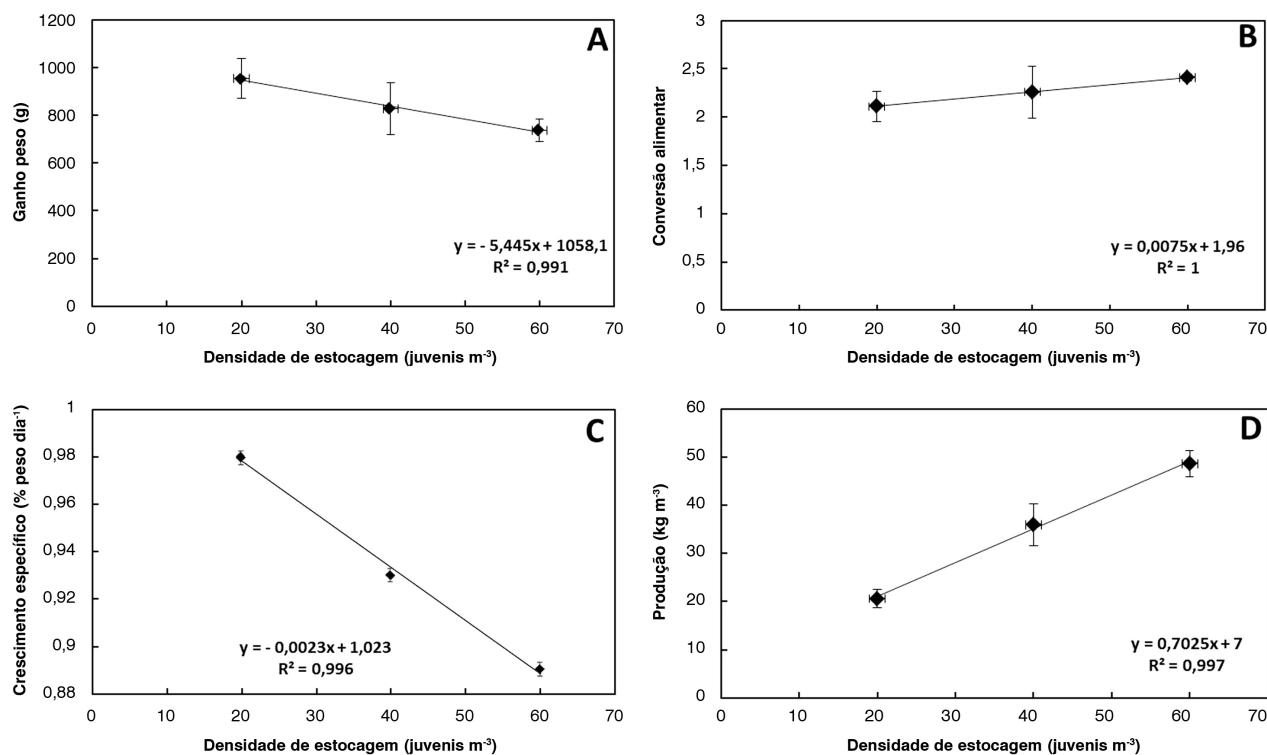 A
Ganho peso (g)
1200
1000
800
600
400
200
0
y = - 5,445x + 1058,1
R² = 0,991
0 10 20 30 40 50 60 70
Densidade de estocagem (juvenis m⁻³)
B
Conversão alimentar
3
2,5
2
1,5
1
0,5
0
y = 0,0075x + 1,96
R² = 1
0 10 20 30 40 50 60 70
Densidade de estocagem (juvenis m⁻³)
C
Crescimento específico (% peso dia⁻¹)
1
0,98
0,96
0,94
0,92
0,9
0,88
y = - 0,0023x + 1,023
R² = 0,996
0 10 20 30 40 50 60 70
Densidade de estocagem (juvenis m⁻³)
D
Produção (kg m⁻³)
60
50
40
30
20
10
0
y = 0,7025x + 7
R² = 0,997
0 10 20 30 40 50 60 70
Densidade de estocagem (juvenis m⁻³)